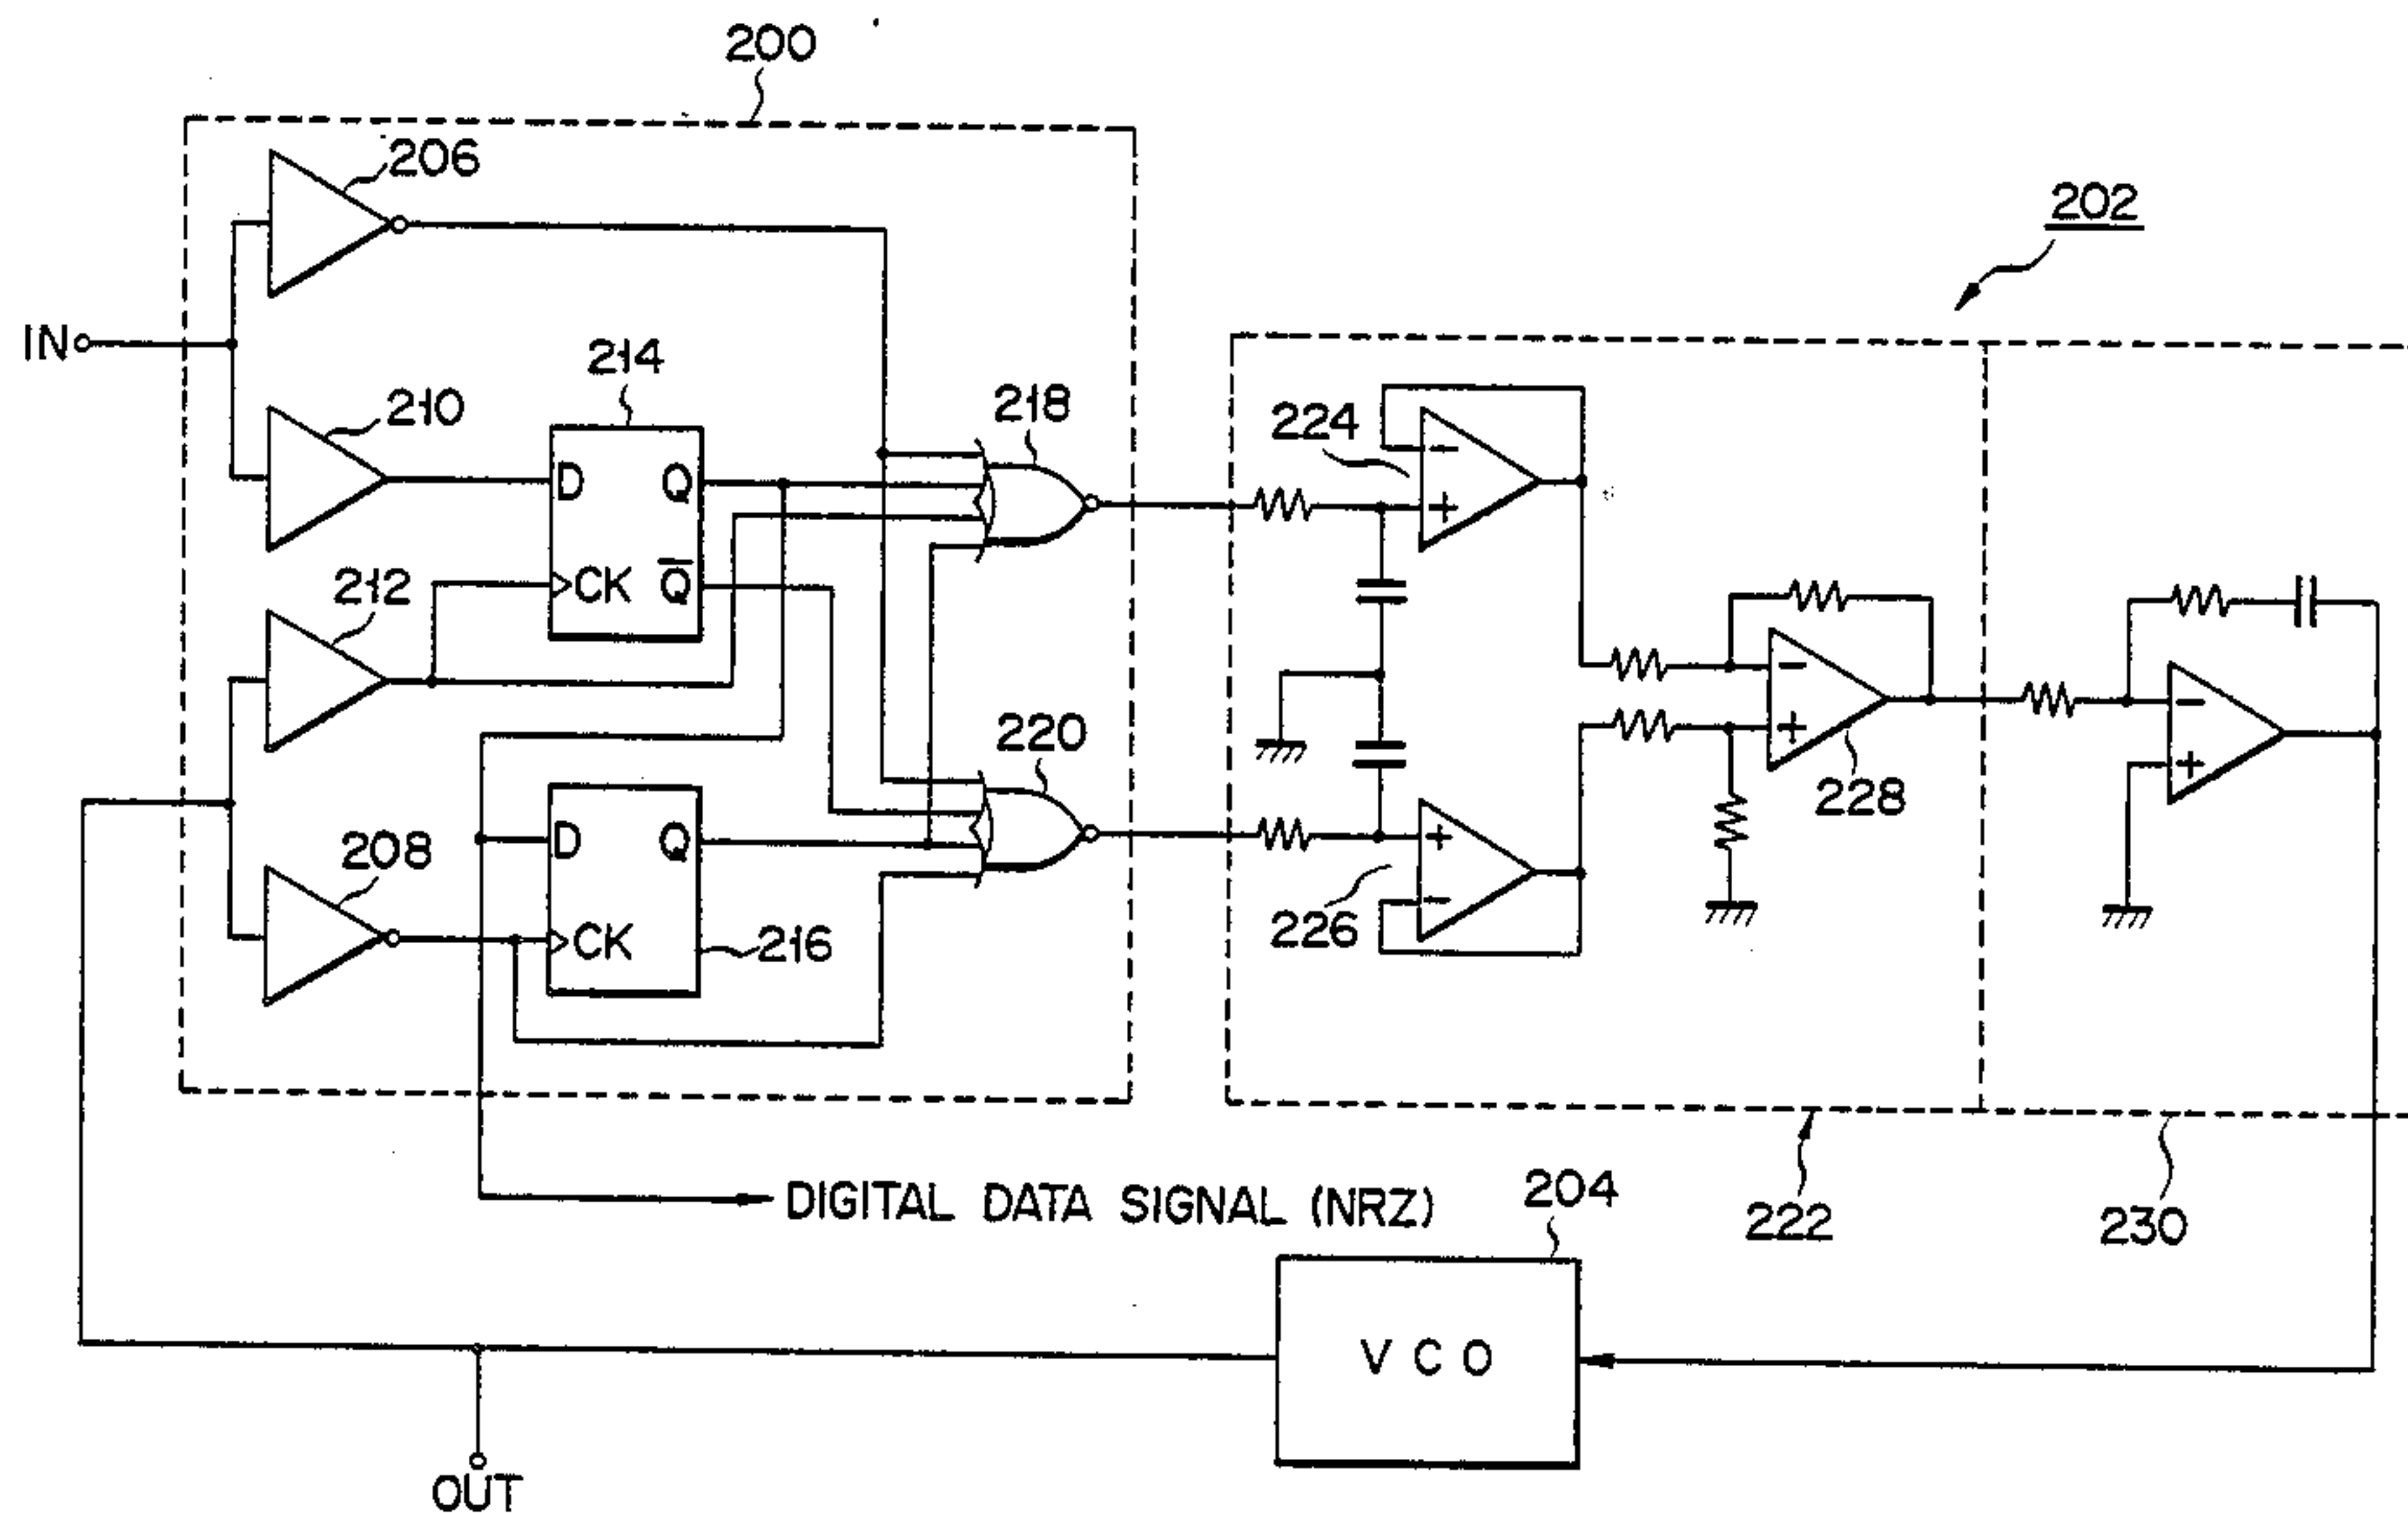 200
206
202
IN
214
210
218
224
D Q
212
CK Q̅
− +
− +
− +
220
228
208
D Q
+ −
226
CK
216
DIGITAL DATA SIGNAL (NRZ)
204
222
230
V C O
OUT